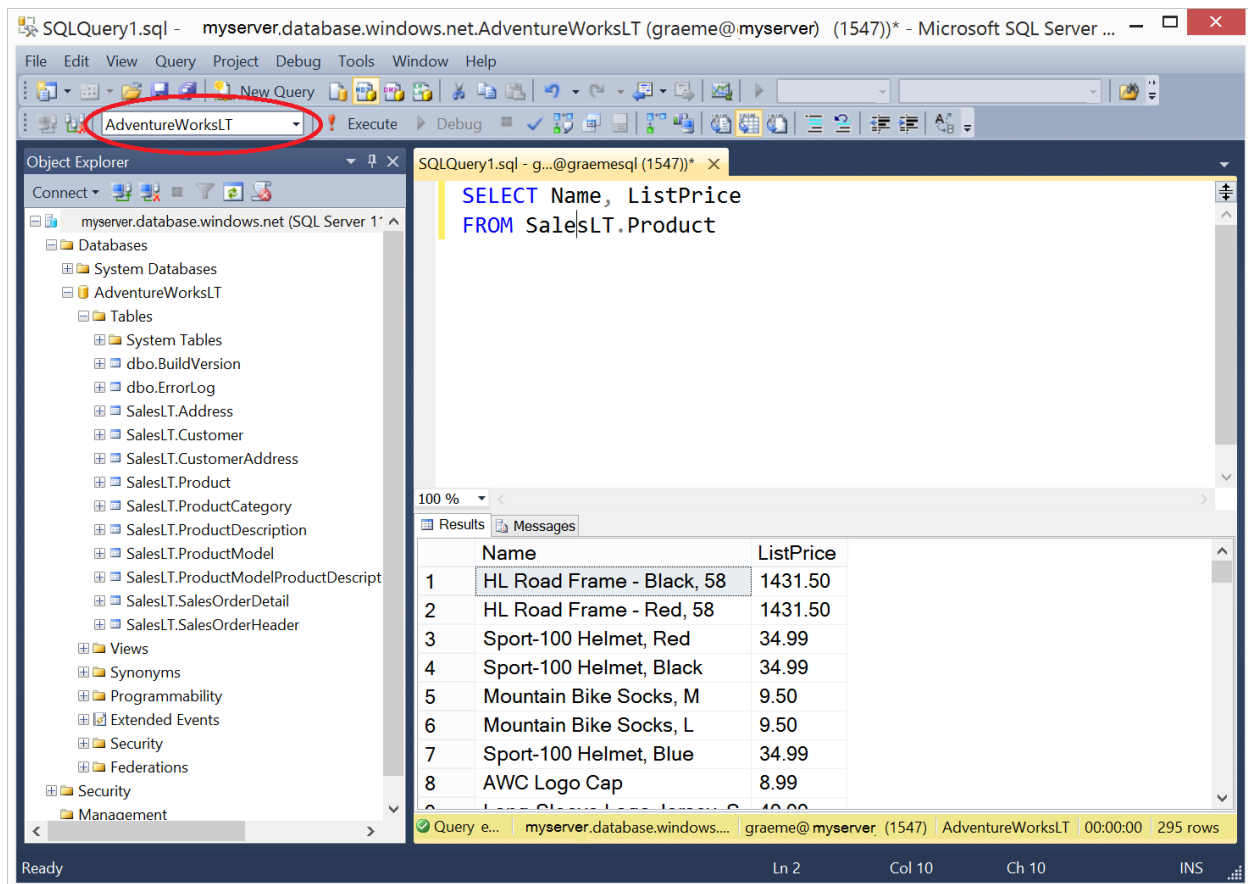 SQLQuery1.sql - myserver.database.windows.net.AdventureWorksLT (graeme@myserver) (1547))* - Microsoft SQL Server ...
File Edit View Query Project Debug Tools Window Help
New Query
AdventureWorksLT Execute Debug
Object Explorer
Connect
myserver.database.windows.net (SQL Server 1
Databases
System Databases
AdventureWorksLT
Tables
System Tables
dbo.BuildVersion
dbo.ErrorLog
SalesLT.Address
SalesLT.Customer
SalesLT.CustomerAddress
SalesLT.Product
SalesLT.ProductCategory
SalesLT.ProductDescription
SalesLT.ProductModel
SalesLT.ProductModelProductDescript
SalesLT.SalesOrderDetail
SalesLT.SalesOrderHeader
Views
Synonyms
Programmability
Extended Events
Security
Federations
Security
Management
SQLQuery1.sql - g...@graemesql (1547))*
SELECT Name, ListPrice
FROM SalesLT.Product
100 %
Results Messages
Name ListPrice
1 HL Road Frame - Black, 58 1431.50
2 HL Road Frame - Red, 58 1431.50
3 Sport-100 Helmet, Red 34.99
4 Sport-100 Helmet, Black 34.99
5 Mountain Bike Socks, M 9.50
6 Mountain Bike Socks, L 9.50
7 Sport-100 Helmet, Blue 34.99
8 AWC Logo Cap 8.99
Query e... myserver.database.windows.... graeme@myserver (1547) AdventureWorksLT 00:00:00 295 rows
Ready Ln 2 Col 10 Ch 10 INS